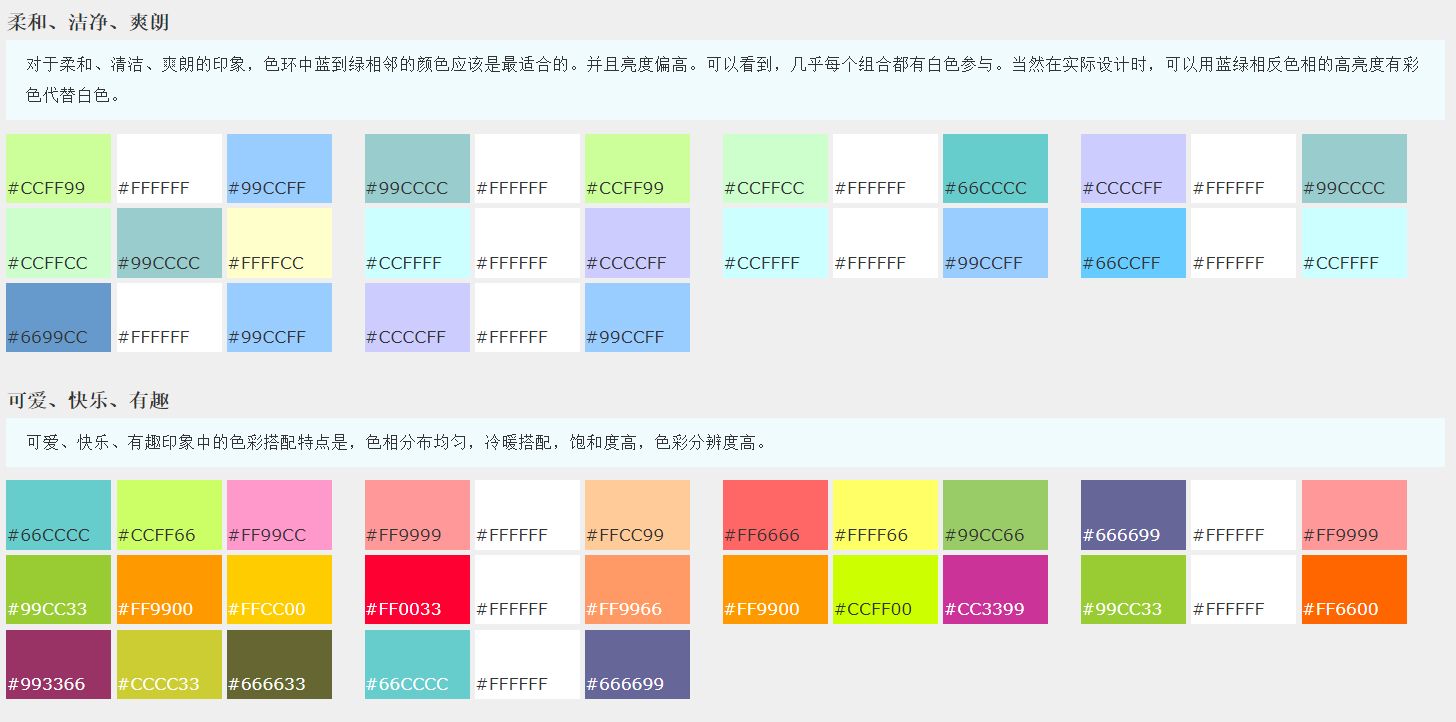 柔和、洁净、爽朗
对于柔和、清洁、爽朗的印象，色环中蓝到绿相邻的颜色应该是最适合的。并且亮度偏高。可以看到，几乎每个组合都有白色参与。当然在实际设计时，可以用蓝绿相反色相的高亮度有彩
色代替白色。
#CCFF99 #FFFFFF #99CCFF #99CCCC #FFFFFF #CCFF99 #CCFFCC #FFFFFF #66CCCC #CCCCFF #FFFFFF #99CCCC
#CCFFCC #99CCCC #FFFFCC #CCFFFF #FFFFFF #CCCCFF #CCFFFF #FFFFFF #99CCFF #66CCFF #FFFFFF #CCFFFF
#6699CC #FFFFFF #99CCFF #CCCCFF #FFFFFF #99CCFF
可爱、快乐、有趣
可爱、快乐、有趣印象中的色彩搭配特点是，色相分布均匀，冷暖搭配，饱和度高，色彩分辨度高。
#66CCCC #CCFF66 #FF99CC #FF9999 #FFFFFF #FFCC99 #FF6666 #FFFF66 #99CC66 #666699 #FFFFFF #FF9999
#99CC33 #FF9900 #FFCC00 #FF0033 #FFFFFF #FF9966 #FF9900 #CCFF00 #CC3399 #99CC33 #FFFFFF #FF6600
#993366 #CCCC33 #666633 #66CCCC #FFFFFF #666699